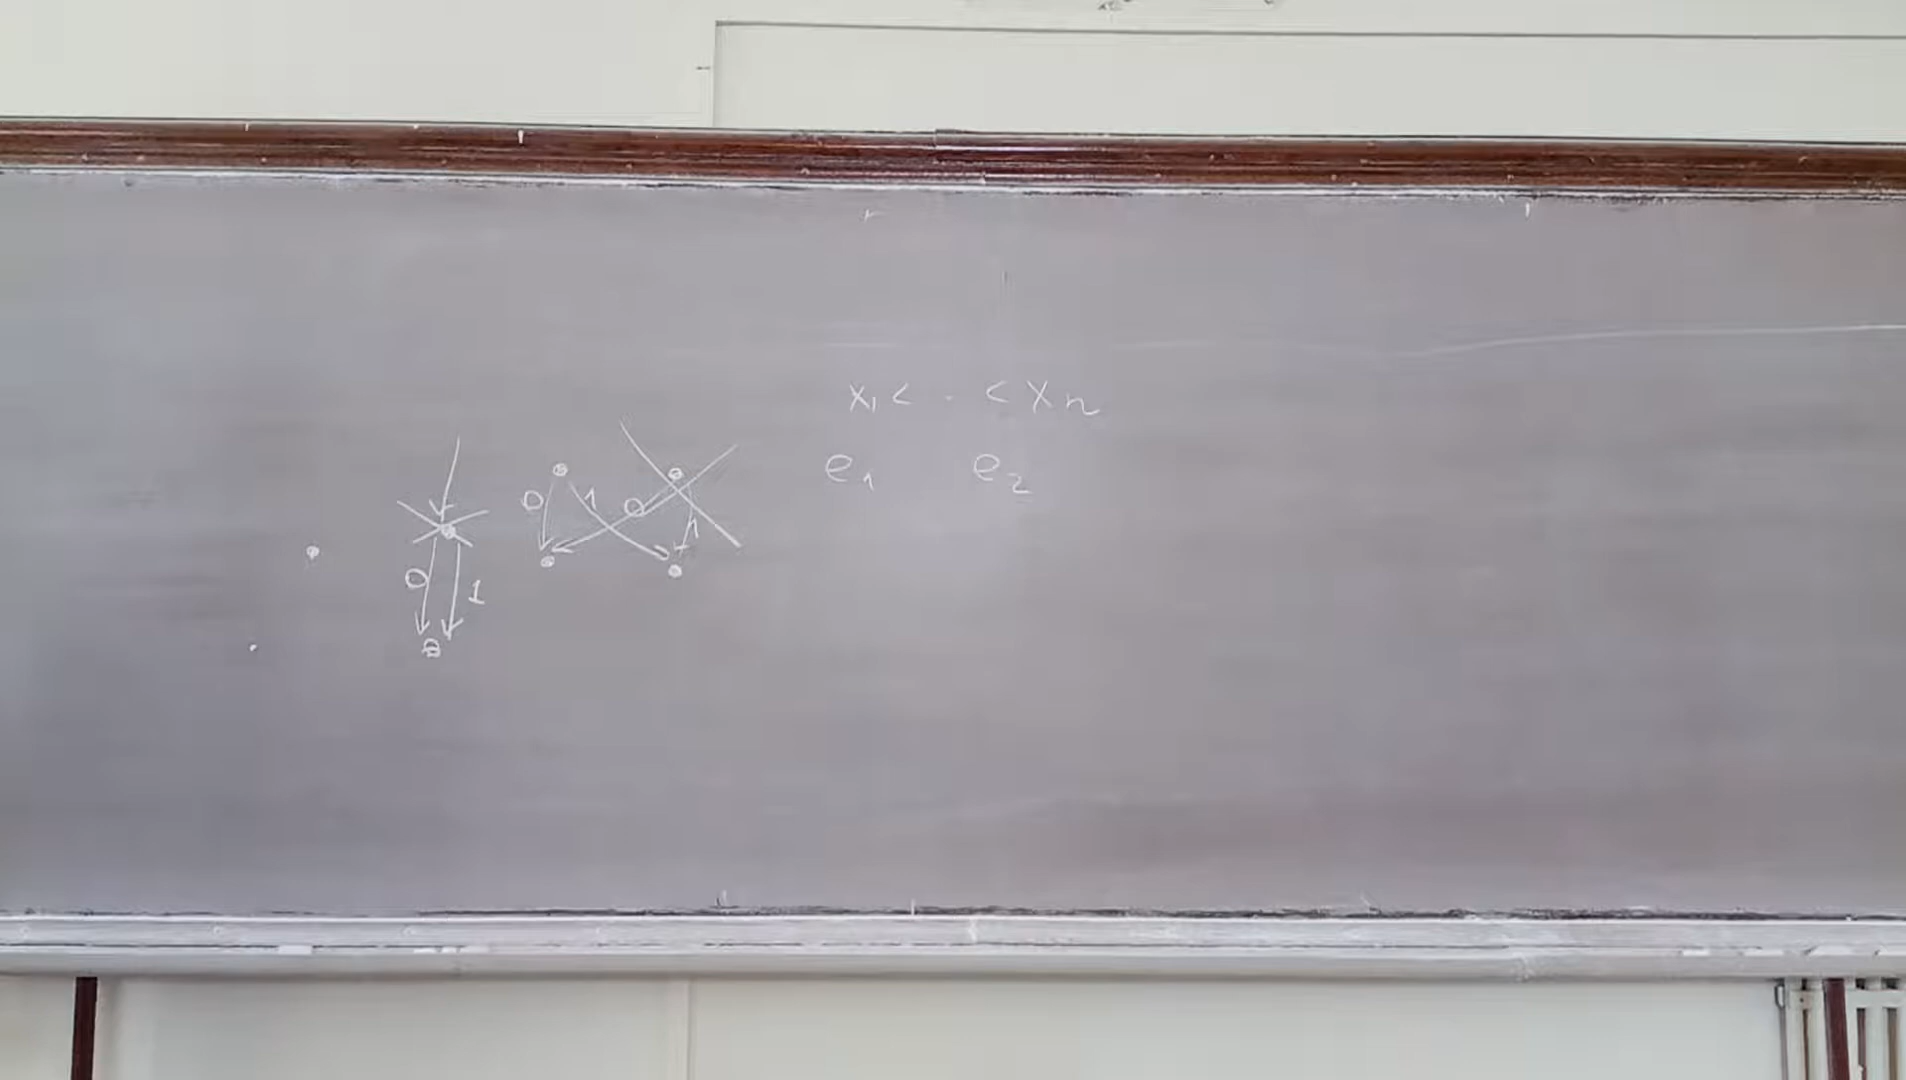 x₁ < . < xn
e₁ e₂
0 1 0 1
0 1